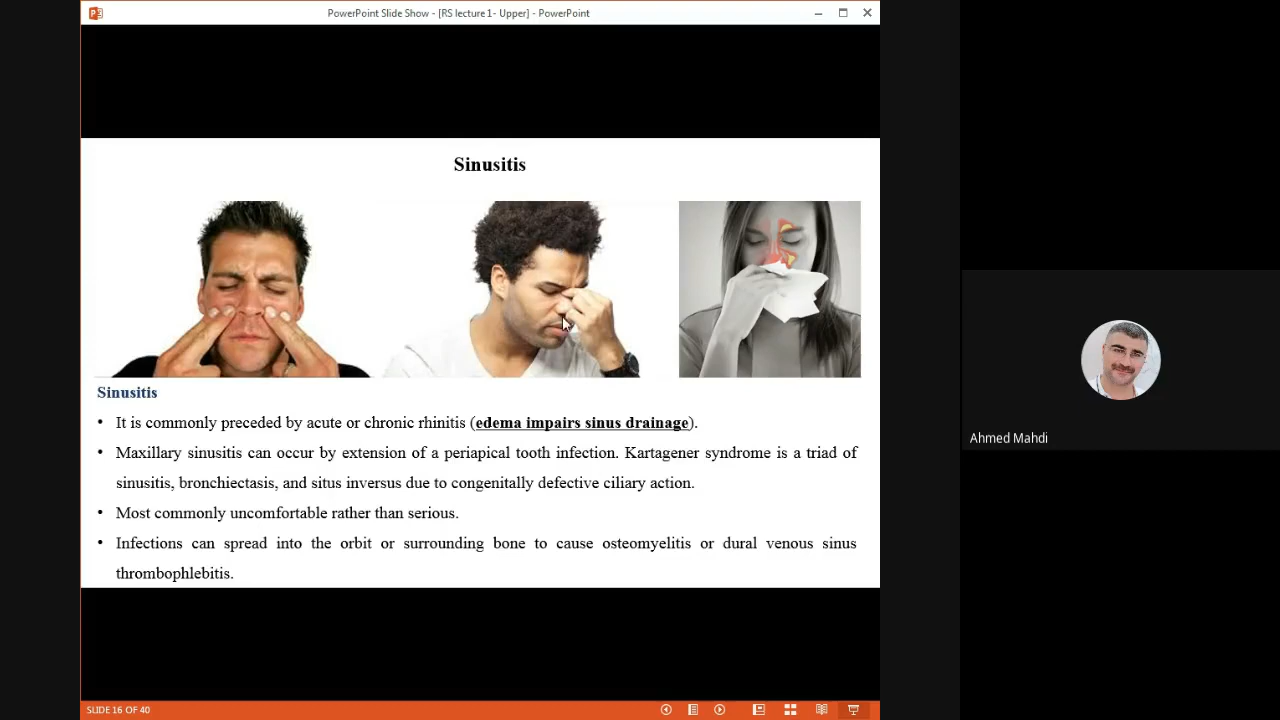 PowerPoint Slide Show - [RS lecture 1- Upper] - PowerPoint
Sinusitis
Sinusitis
• It is commonly preceded by acute or chronic rhinitis (edema impairs sinus drainage).
• Maxillary sinusitis can occur by extension of a periapical tooth infection. Kartagener syndrome is a triad of
sinusitis, bronchiectasis, and situs inversus due to congenitally defective ciliary action.
• Most commonly uncomfortable rather than serious.
• Infections can spread into the orbit or surrounding bone to cause osteomyelitis or dural venous sinus
thrombophlebitis.
Ahmed Mahdi
SLIDE 16 OF 40